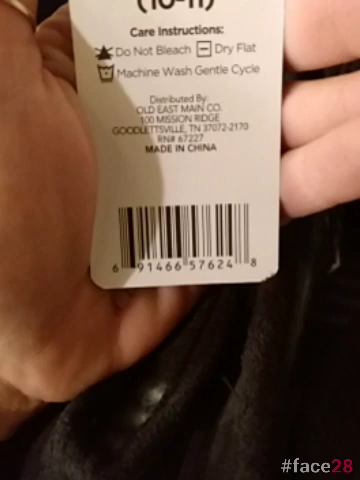 (10-11)
Care Instructions:
Do Not Bleach Dry Flat
Machine Wash Gentle Cycle
Distributed By:
OLD EAST MAIN CO.
100 MISSION RIDGE
GOODLETTSVILLE, TN 37072-2170
RN# 67227
MADE IN CHINA
6 91466 57624 8
#face28